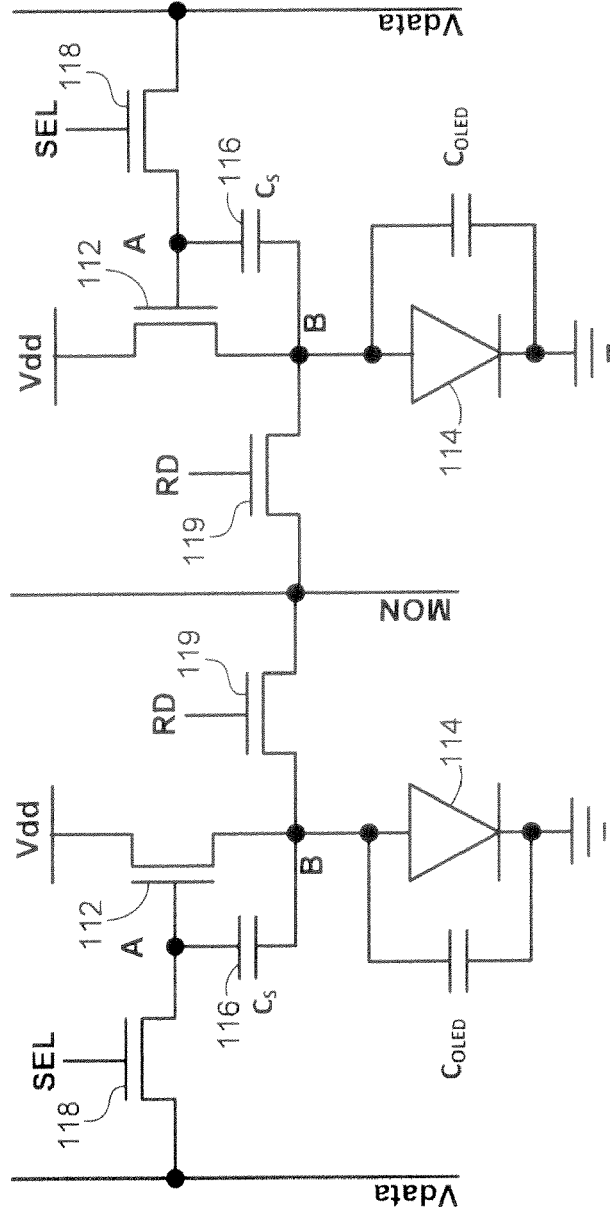 Vdata
SEL
118
A
112
Vdd
116
Cs
B
COLED
114
RD
119
MON
RD
119
Vdd
112
A
B
116
Cs
SEL
118
114
COLED
Vdata